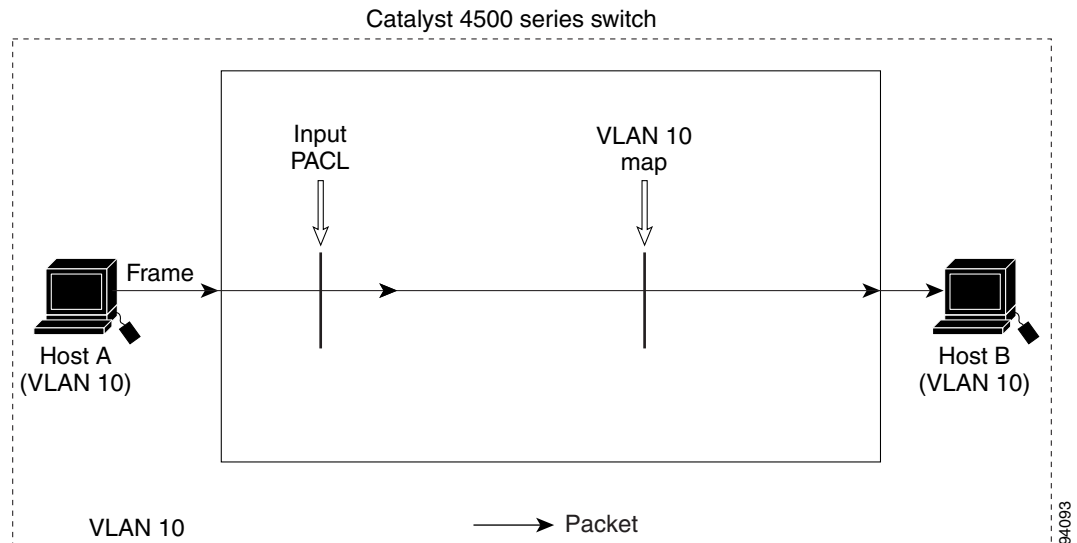 Catalyst 4500 series switch
Input
PACL
VLAN 10
map
Frame
Host A
(VLAN 10)
Host B
(VLAN 10)
VLAN 10
Packet
94093